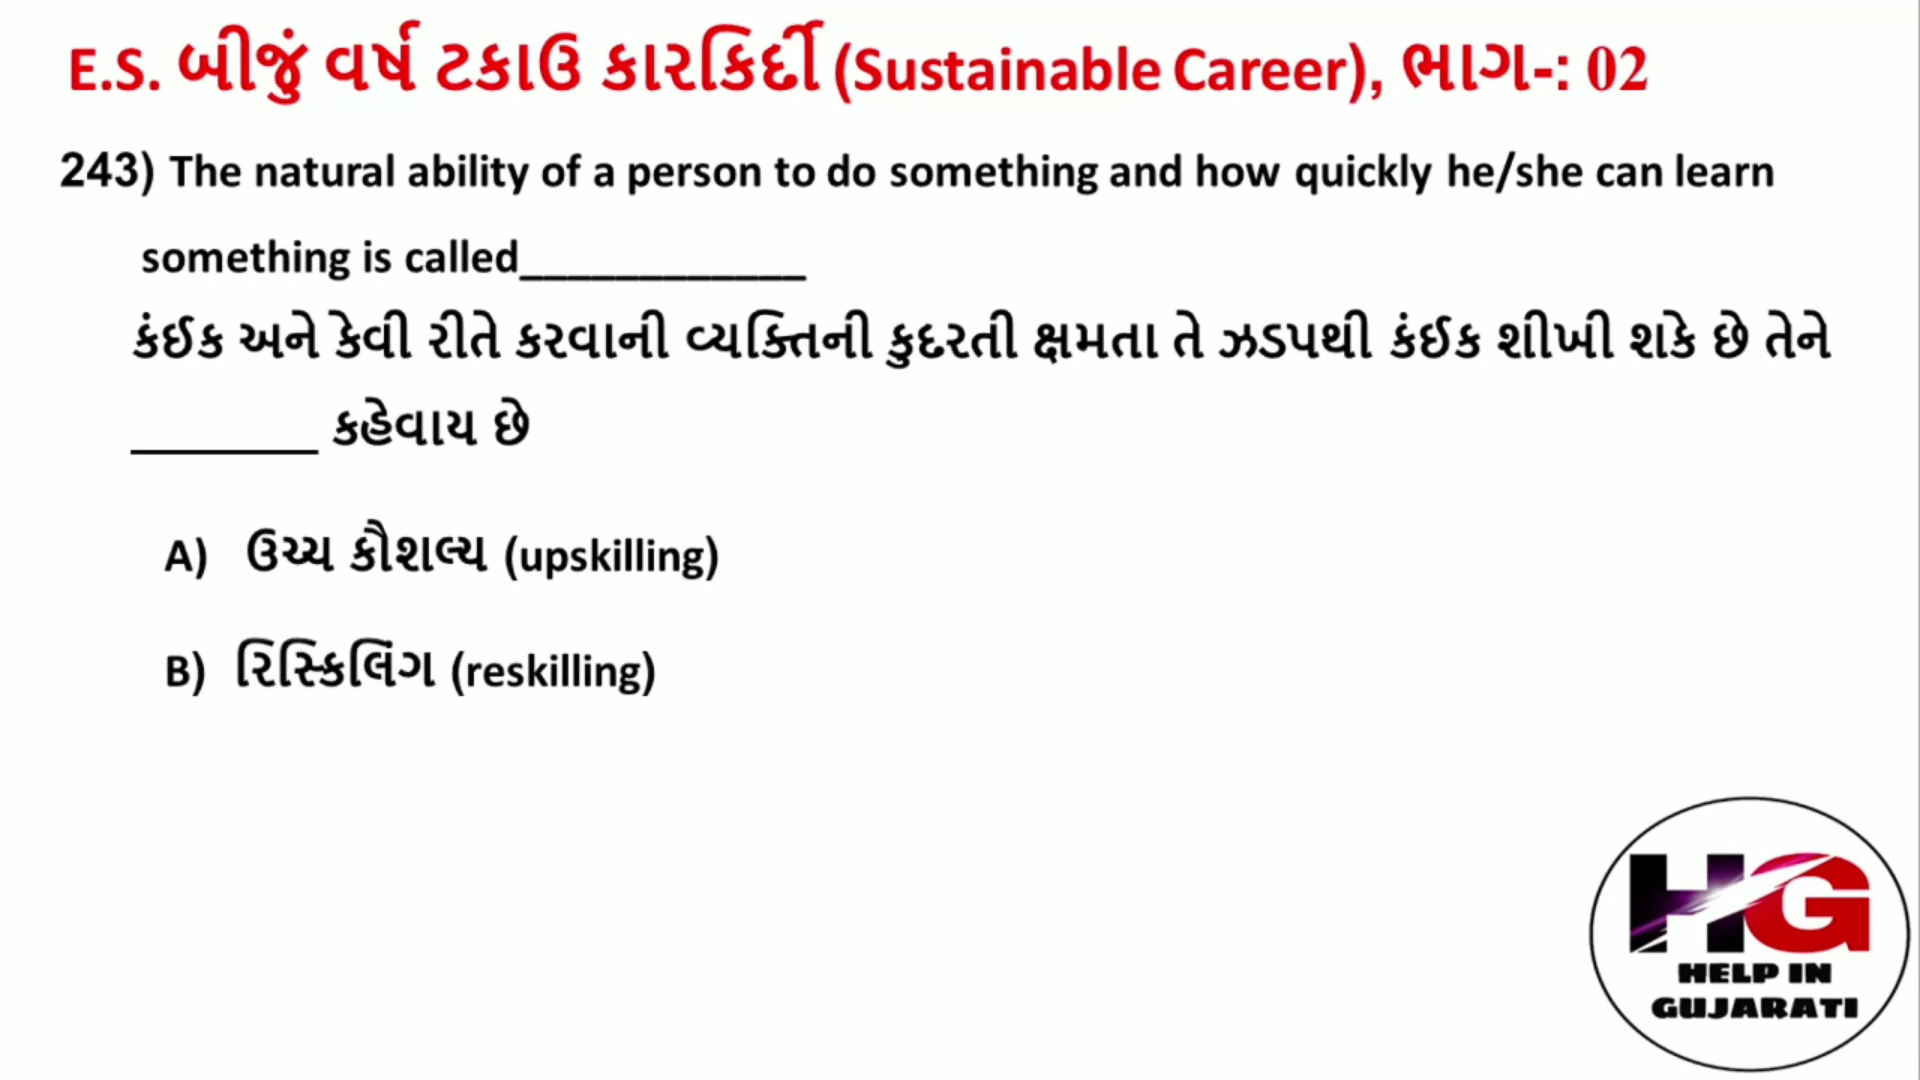 E.S. બીજું વર્ષ ટકાઉ કારકિર્દી (Sustainable Career), ભાગ-: 02
243) The natural ability of a person to do something and how quickly he/she can learn
something is called____________
કંઈક અને કેવી રીતે કરવાની વ્યક્તિની કુદરતી ક્ષમતા તે ઝડપથી કંઈક શીખી શકે છે તેને
________ કહેવાય છે
A) ઉચ્ચ કૌશલ્ય (upskilling)
B) રિસ્કિલિંગ (reskilling)
HG
HELP IN
GUJARATI